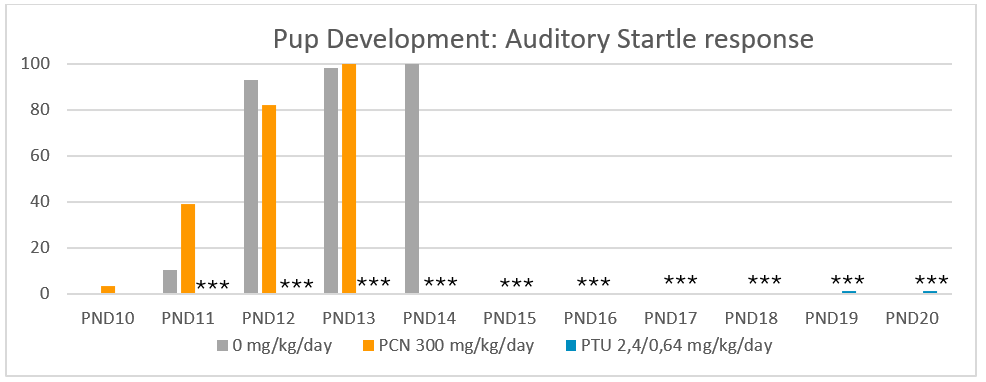 Pup Development: Auditory Startle response
100
80
60
40
20
0
*** *** *** *** *** *** *** *** *** ***
PND10 PND11 PND12 PND13 PND14 PND15 PND16 PND17 PND18 PND19 PND20
0 mg/kg/day PCN 300 mg/kg/day PTU 2,4/0,64 mg/kg/day